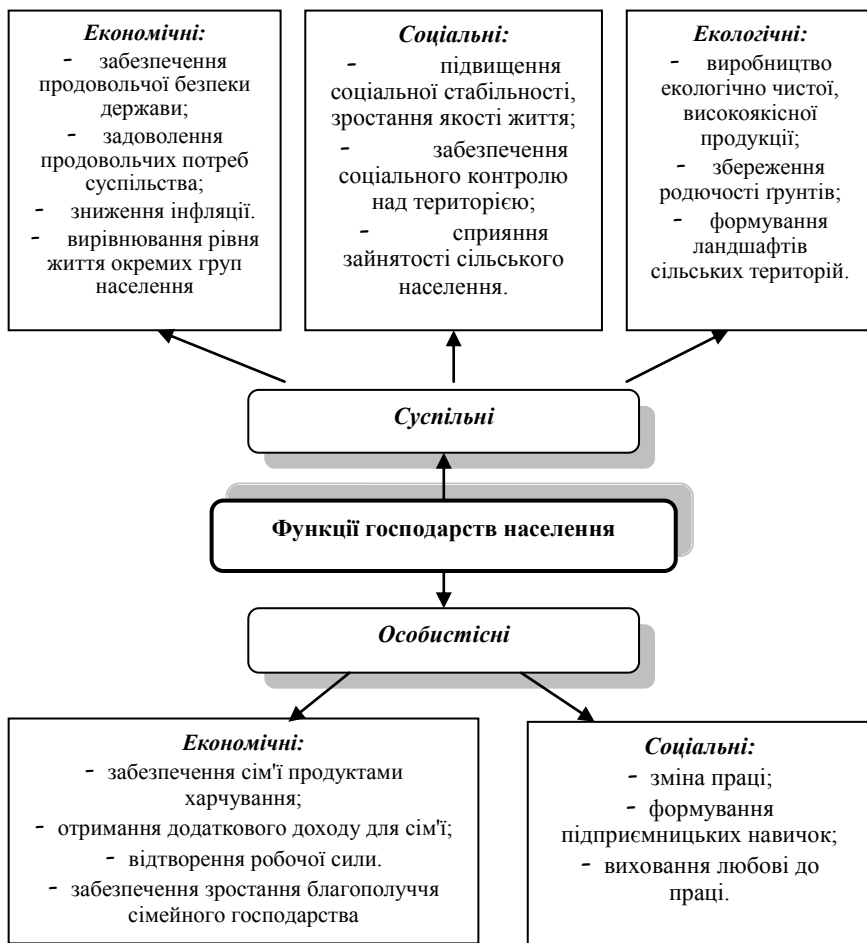 Економічні:
- забезпечення
продовольчої безпеки
держави;
- задоволення
продовольчих потреб
суспільства;
- зниження інфляції.
- вирівнювання рівня
життя окремих груп
населення
Соціальні:
- підвищення
соціальної стабільності,
зростання якості життя;
- забезпечення
соціального контролю
над територією;
- сприяння
зайнятості сільського
населення.
Екологічні:
- виробництво
екологічно чистої,
високоякісної
продукції;
- збереження
родючості ґрунтів;
- формування
ландшафтів
сільських територій.
Суспільні
Функції господарств населення
Особистісні
Економічні:
- забезпечення сім'ї продуктами
харчування;
- отримання додаткового доходу для сім'ї;
- відтворення робочої сили.
- забезпечення зростання благополуччя
сімейного господарства
Соціальні:
- зміна праці;
- формування
підприємницьких навичок;
- виховання любові до
праці.